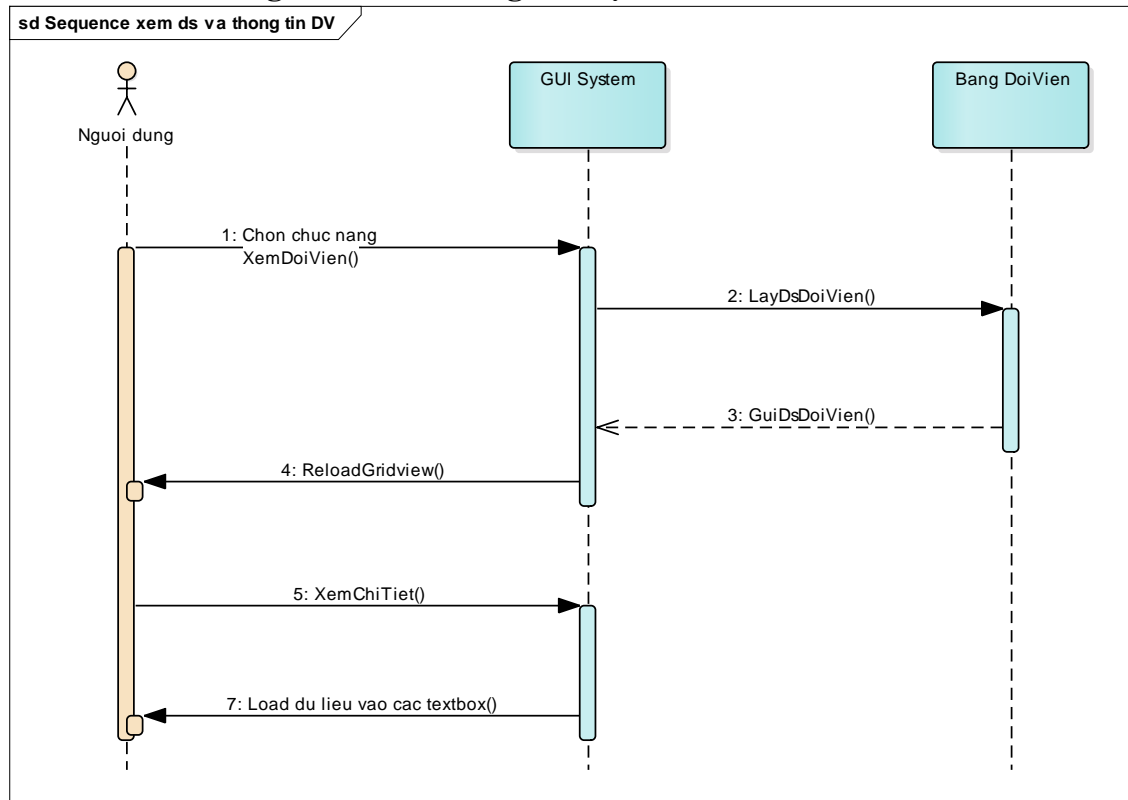 sd Sequence xem ds va thong tin DV
Nguoi dung
GUI System
Bang DoiVien
1: Chon chuc nang
XemDoiVien()
2: LayDsDoiVien()
3: GuiDsDoiVien()
4: ReloadGridview()
5: XemChiTiet()
7: Load du lieu vao cac textbox()